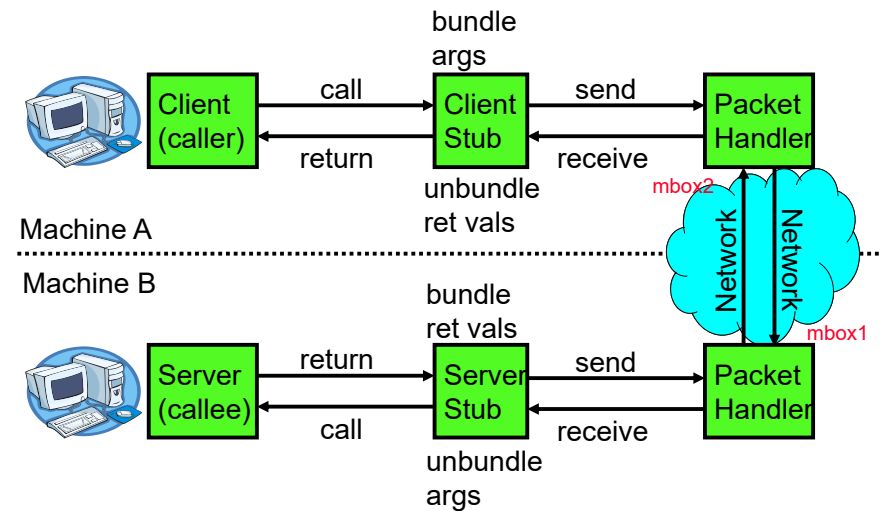 bundle
args
call
send
Client
(caller)
Client
Stub
Packet
Handler
return
receive
unbundle
ret vals
mbox2
Machine A
Network
Network
Machine B
bundle
ret vals
mbox1
return
send
Server
(callee)
Server
Stub
Packet
Handler
call
receive
unbundle
args